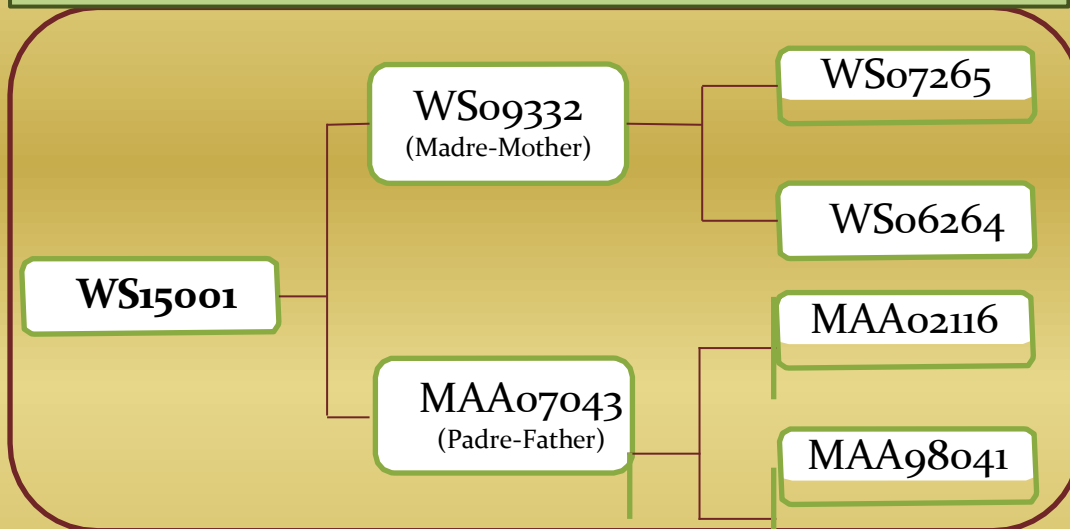 WS15001
WS09332
(Madre-Mother)
MAA07043
(Padre-Father)
WS07265
WS06264
MAA02116
MAA98041